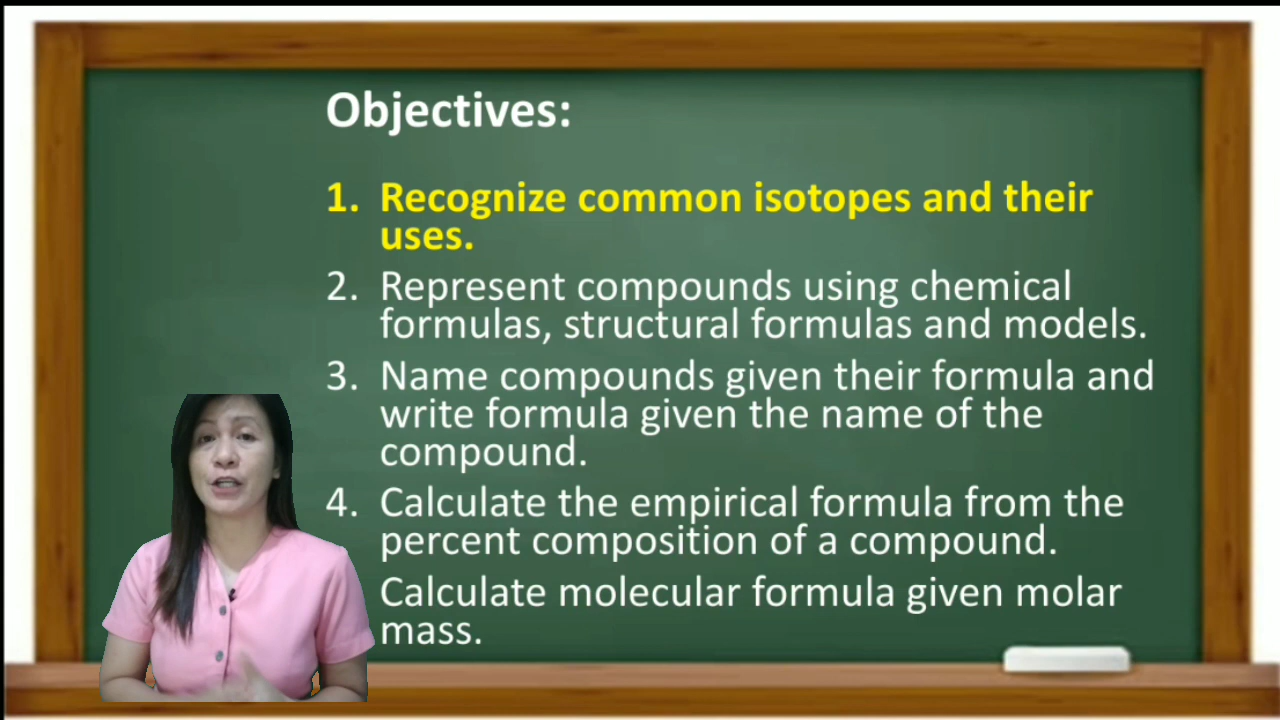 Objectives:
1. Recognize common isotopes and their
uses.
2. Represent compounds using chemical
formulas, structural formulas and models.
3. Name compounds given their formula and
write formula given the name of the
compound.
4. Calculate the empirical formula from the
percent composition of a compound.
Calculate molecular formula given molar
mass.